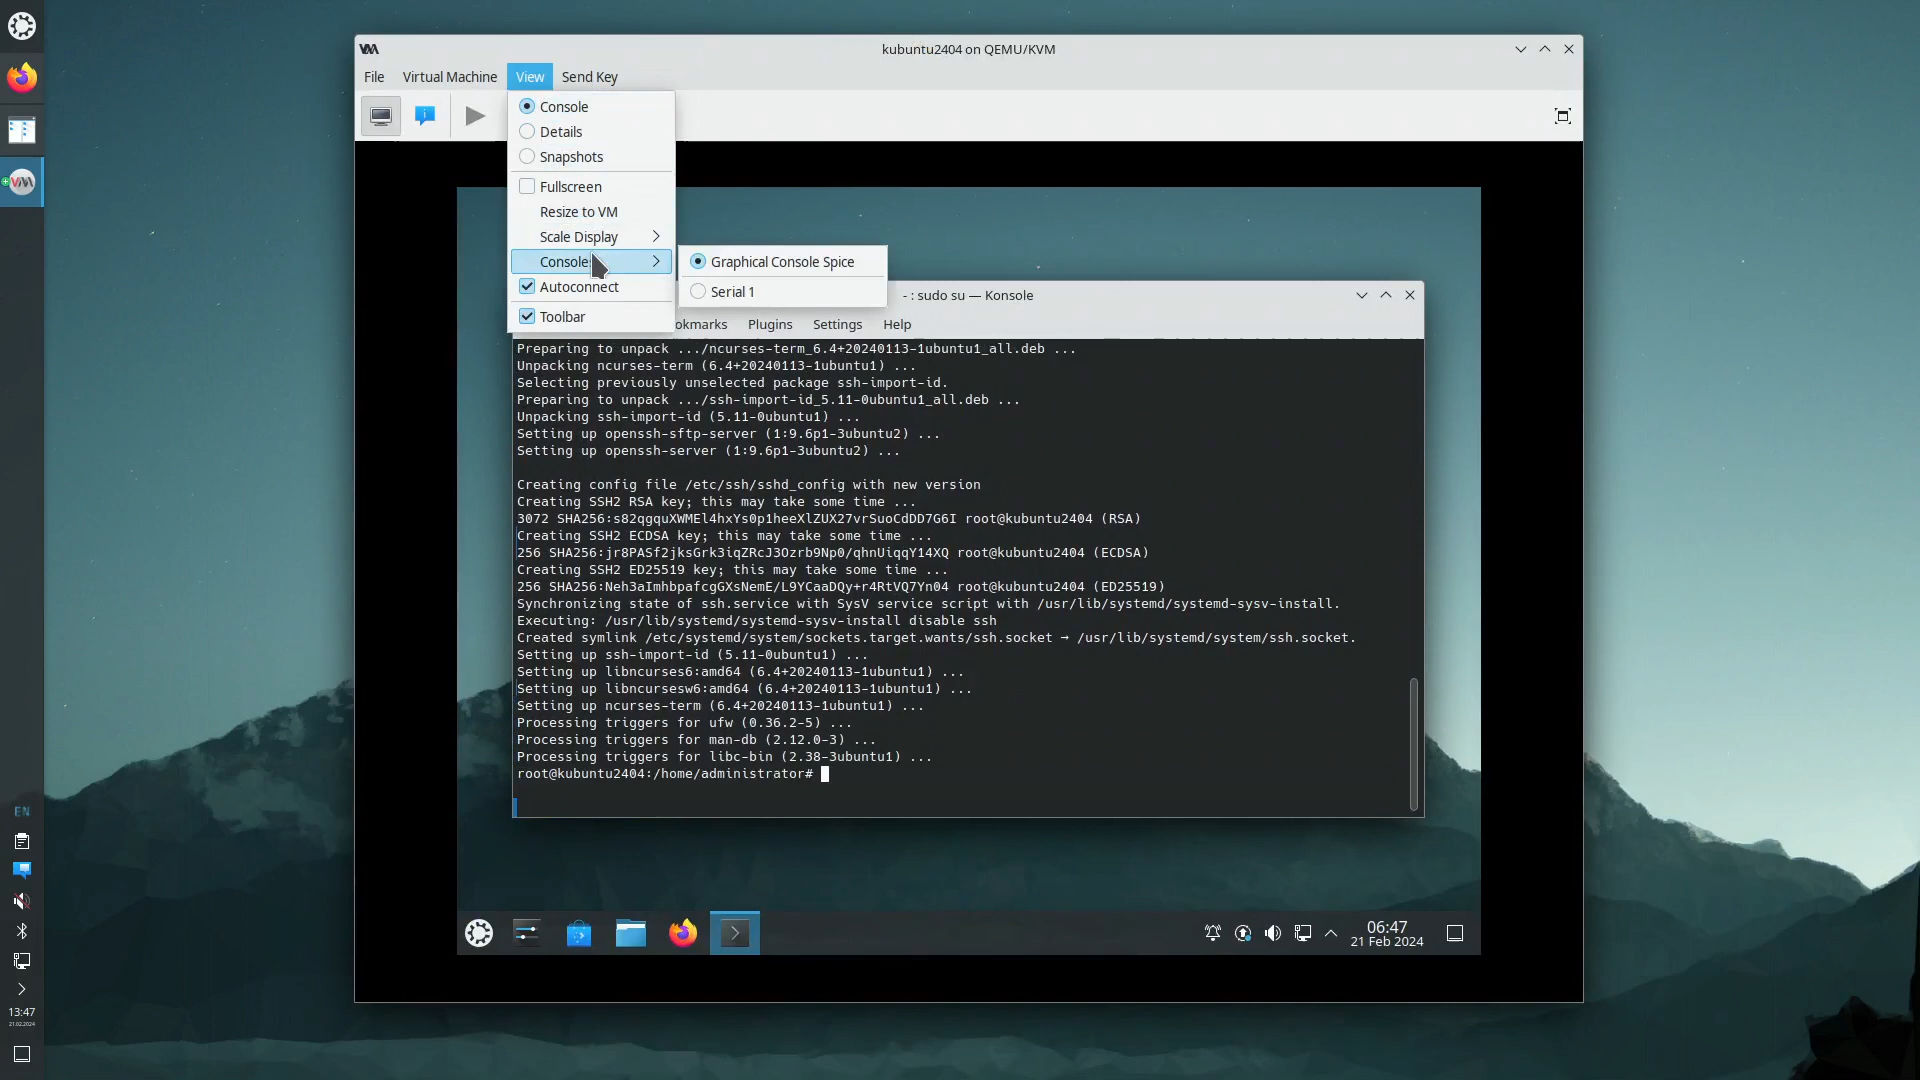 kubuntu2404 on QEMU/KVM
File Virtual Machine View Send Key
Console
Details
Snapshots
Fullscreen
Resize to VM
Scale Display
Console
Autoconnect
Toolbar
Graphical Console Spice
Serial 1
- : sudo su — Konsole
okmarks Plugins Settings Help
Preparing to unpack .../ncurses-term_6.4+20240113-1ubuntu1_all.deb ...
Unpacking ncurses-term (6.4+20240113-1ubuntu1) ...
Selecting previously unselected package ssh-import-id.
Preparing to unpack .../ssh-import-id_5.11-0ubuntu1_all.deb ...
Unpacking ssh-import-id (5.11-0ubuntu1) ...
Setting up openssh-sftp-server (1:9.6p1-3ubuntu2) ...
Setting up openssh-server (1:9.6p1-3ubuntu2) ...
Creating config file /etc/ssh/sshd_config with new version
Creating SSH2 RSA key; this may take some time ...
3072 SHA256:s82qgquXWMEl4hxYs0p1heeXlZUX27vrSuoCdDD7G6I root@kubuntu2404 (RSA)
Creating SSH2 ECDSA key; this may take some time ...
256 SHA256:jr8PASf2jksGrk3iqZRcJ3Ozrb9Np0/qhnUiqqY14XQ root@kubuntu2404 (ECDSA)
Creating SSH2 ED25519 key; this may take some time ...
256 SHA256:Neh3aImhbpafcgGXsNemE/L9YCaaDQy+r4RtVQ7Yn04 root@kubuntu2404 (ED25519)
Synchronizing state of ssh.service with SysV service script with /usr/lib/systemd/systemd-sysv-install.
Executing: /usr/lib/systemd/systemd-sysv-install disable ssh
Created symlink /etc/systemd/system/sockets.target.wants/ssh.socket → /usr/lib/systemd/system/ssh.socket.
Setting up ssh-import-id (5.11-0ubuntu1) ...
Setting up libncurses6:amd64 (6.4+20240113-1ubuntu1) ...
Setting up libncursesw6:amd64 (6.4+20240113-1ubuntu1) ...
Setting up ncurses-term (6.4+20240113-1ubuntu1) ...
Processing triggers for ufw (0.36.2-5) ...
Processing triggers for man-db (2.12.0-3) ...
Processing triggers for libc-bin (2.38-3ubuntu1) ...
root@kubuntu2404:/home/administrator#
06:47
21 Feb 2024
EN
13:47
21.02.2024